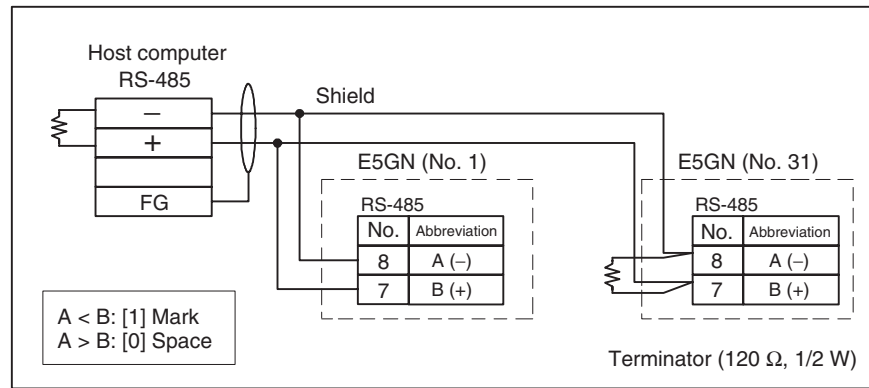 Host computer
RS-485
−
+
FG
Shield
E5GN (No. 1)
RS-485
No. Abbreviation
8 A (−)
7 B (+)
E5GN (No. 31)
RS-485
No. Abbreviation
8 A (−)
7 B (+)
A < B: [1] Mark
A > B: [0] Space
Terminator (120 Ω, 1/2 W)